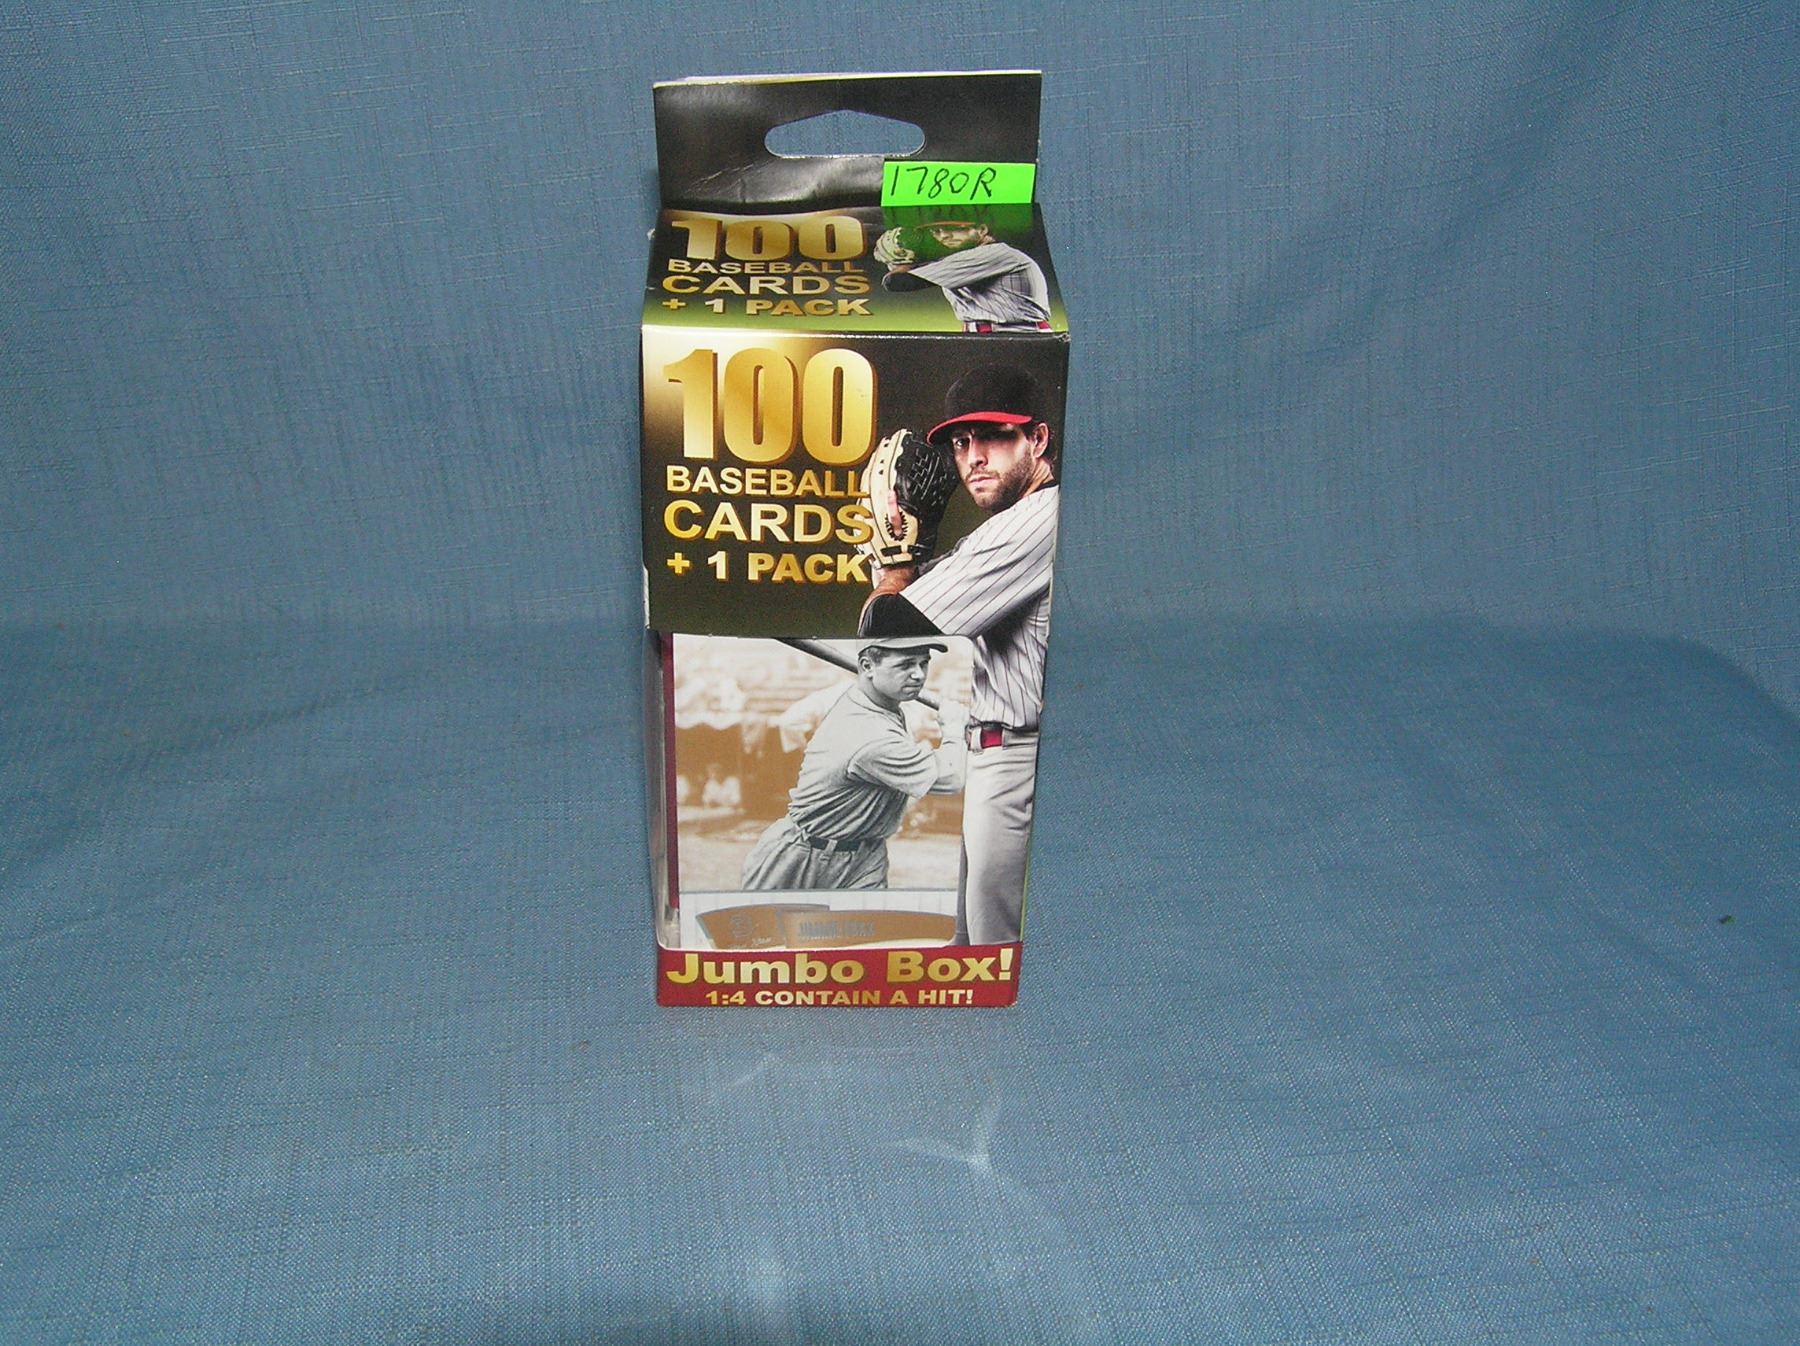 1780R
100
BASEBALL
CARDS
+ 1 PACK
100
BASEBALL
CARDS
+ 1 PACK
Jumbo Box!
1:4 CONTAIN A HIT!